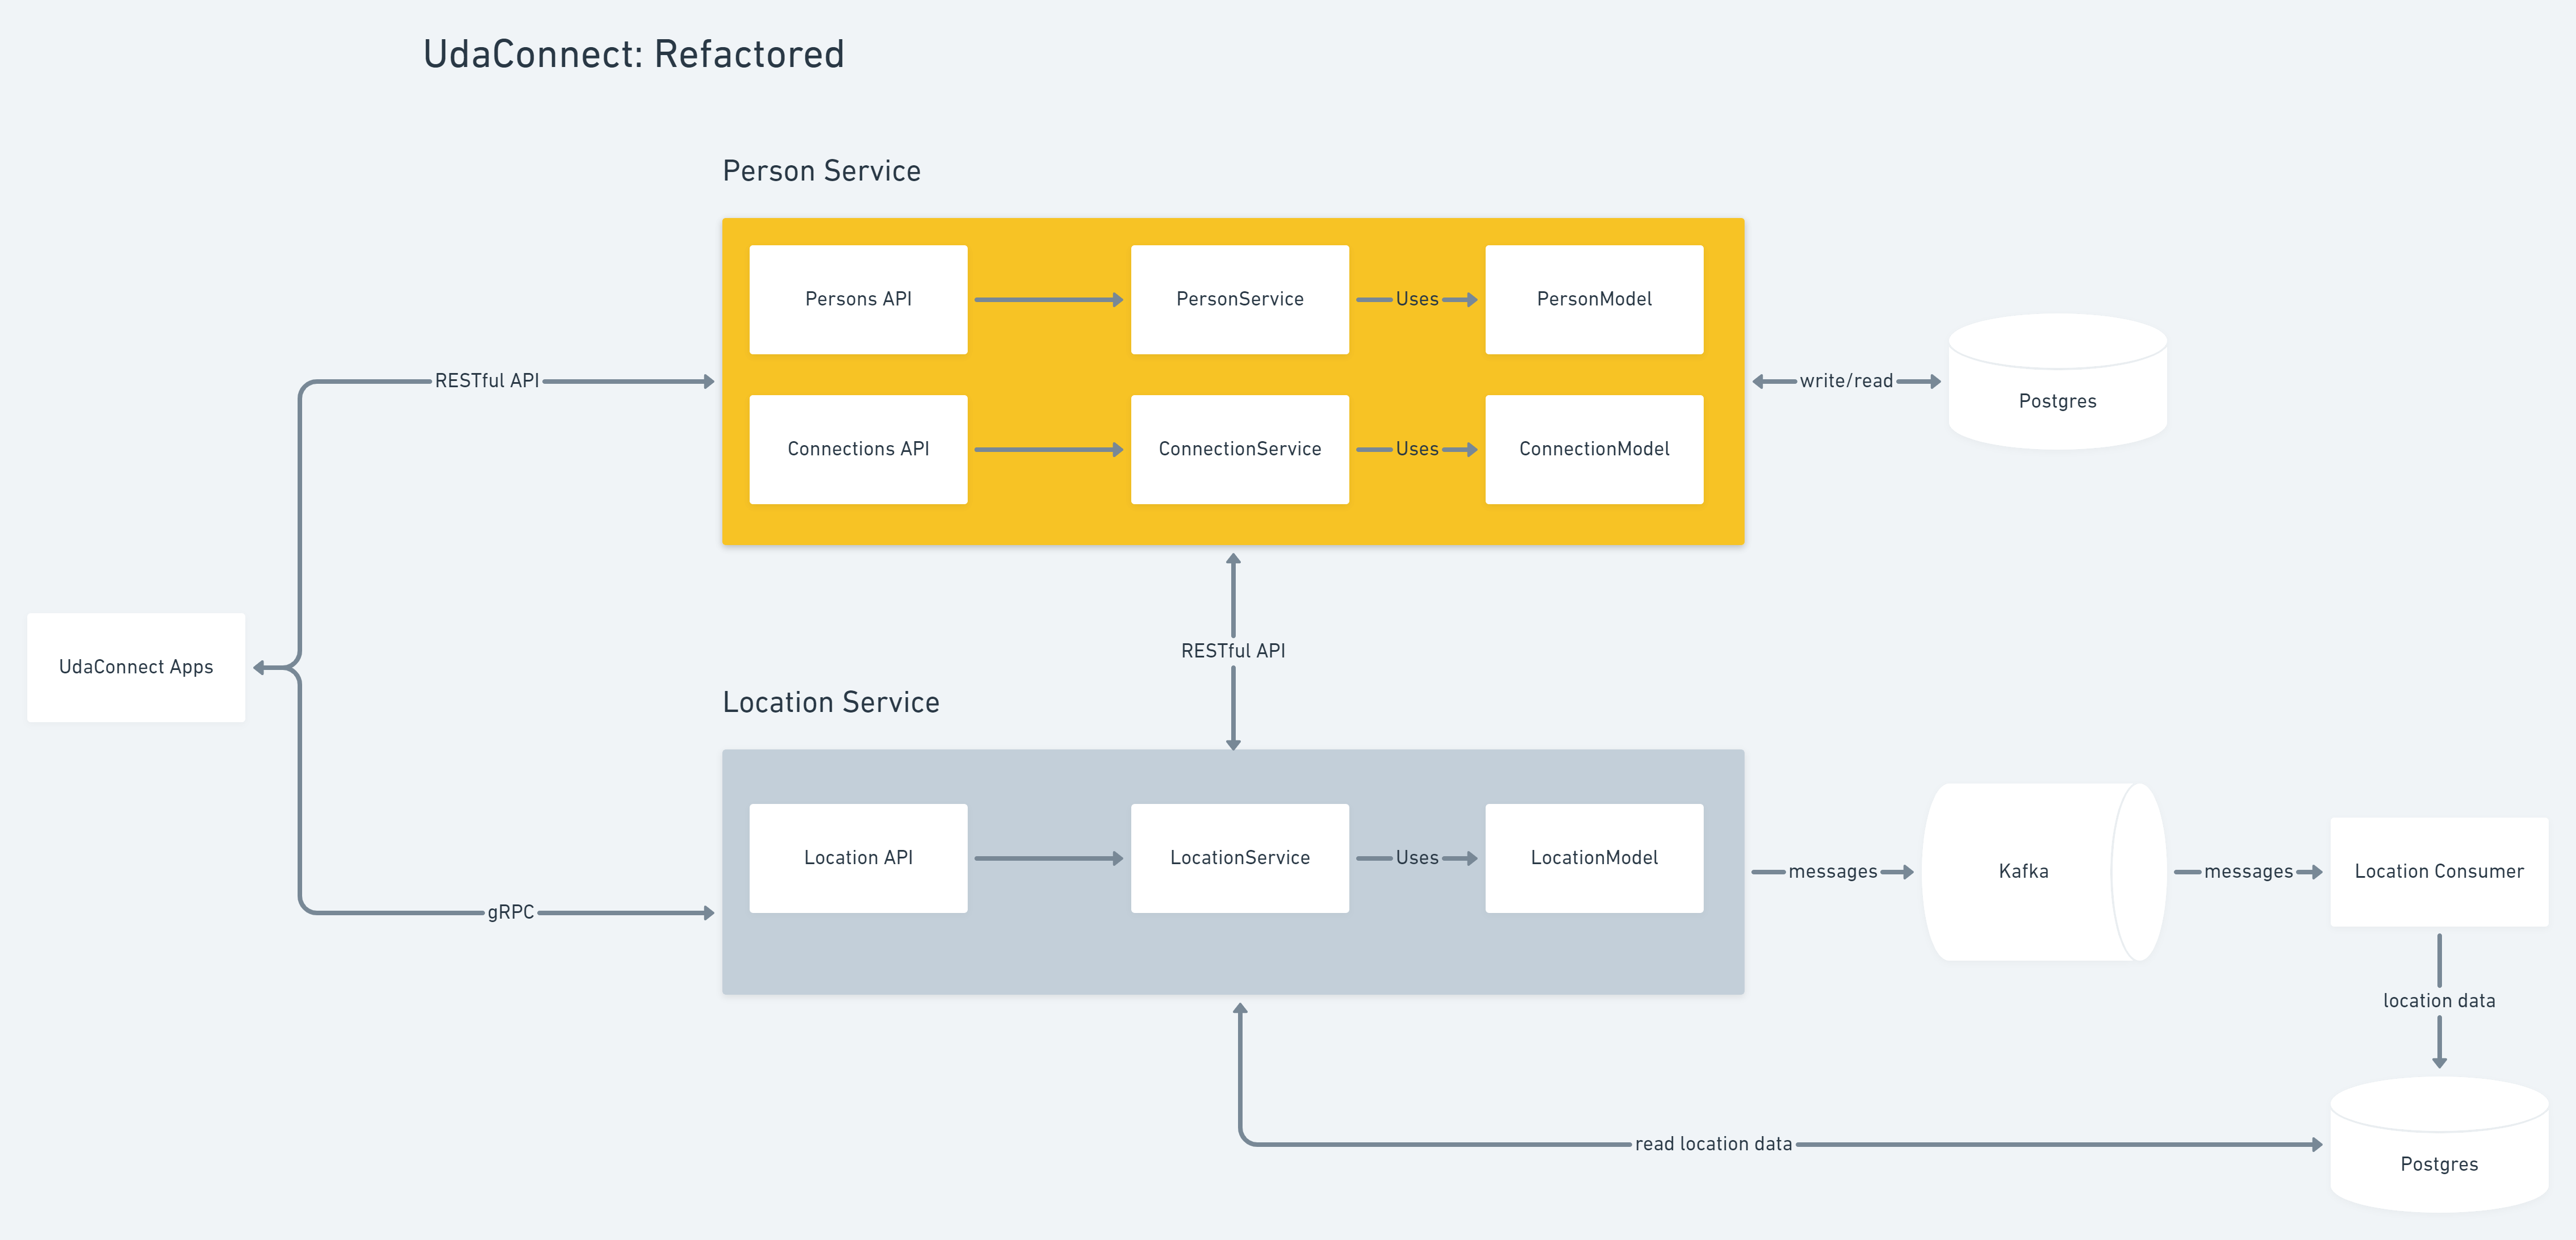 UdaConnect: Refactored
Person Service
Persons API
PersonService
Uses
PersonModel
RESTful API
write/read
Postgres
Connections API
ConnectionService
Uses
ConnectionModel
RESTful API
UdaConnect Apps
Location Service
Location API
LocationService
Uses
LocationModel
messages
Kafka
messages
Location Consumer
gRPC
location data
read location data
Postgres